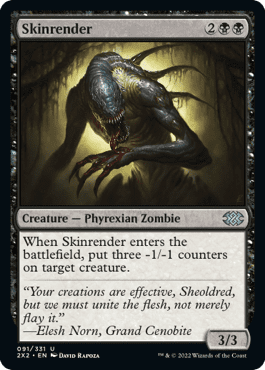 Skinrender 2
Creature — Phyrexian Zombie
When Skinrender enters the
battlefield, put three -1/-1 counters
on target creature.
“Your creations are effective, Sheoldred,
but we must unite the flesh, not merely
flay it.”
—Elesh Norn, Grand Cenobite
3/3
091/331 U
2X2 • EN DAVID RAPOZA
™ & © 2022 Wizards of the Coast